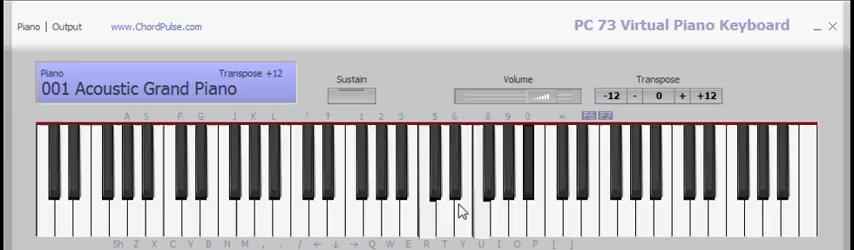 Piano | Output www.ChordPulse.com PC 73 Virtual Piano Keyboard
Piano Transpose +12
001 Acoustic Grand Piano
Sustain
Volume
Transpose
-12 - 0 + +12
A S F G J K L ' ↑ 1 2 3 5 6 8 9 0 = F6 F7
Sh Z X C V B N M , . / ← ↓ → Q W E R T Y U I O P [ ]